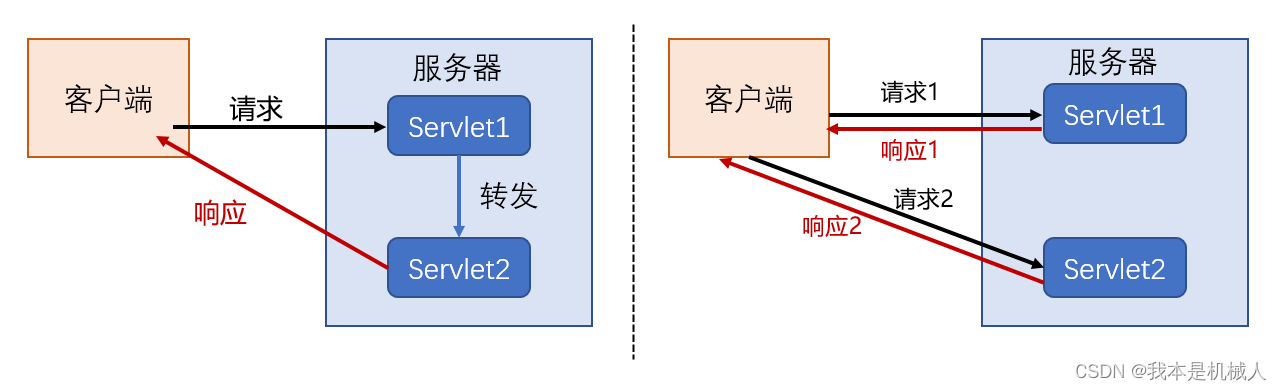 客户端
请求
响应
服务器
Servlet1
转发
Servlet2
客户端
请求1
响应1
请求2
响应2
服务器
Servlet1
Servlet2
CSDN @我本是机械人